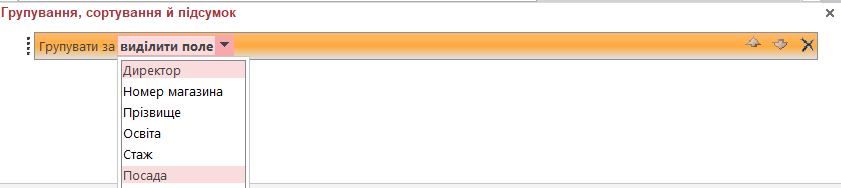 Групування, сортування й підсумок
Групувати за виділити поле
Директор
Номер магазина
Прізвище
Освіта
Стаж
Посада